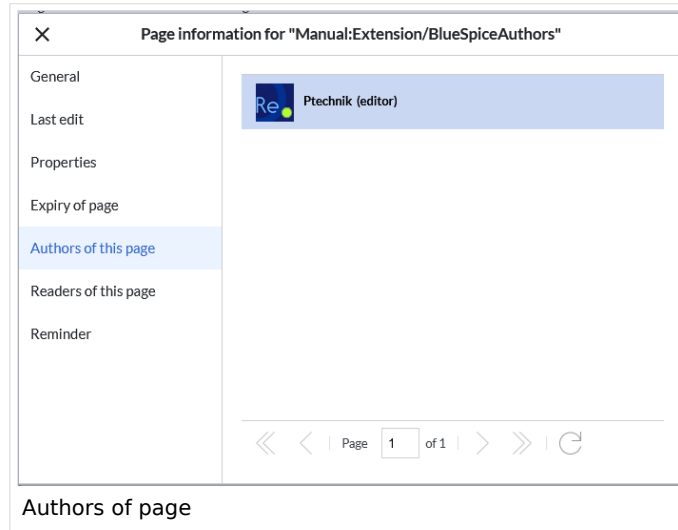 Page information for "Manual:Extension/BlueSpiceAuthors"
General
Last edit
Properties
Expiry of page
Authors of this page
Readers of this page
Reminder
Re
Ptechnik (editor)
Page 1 of 1
Authors of page